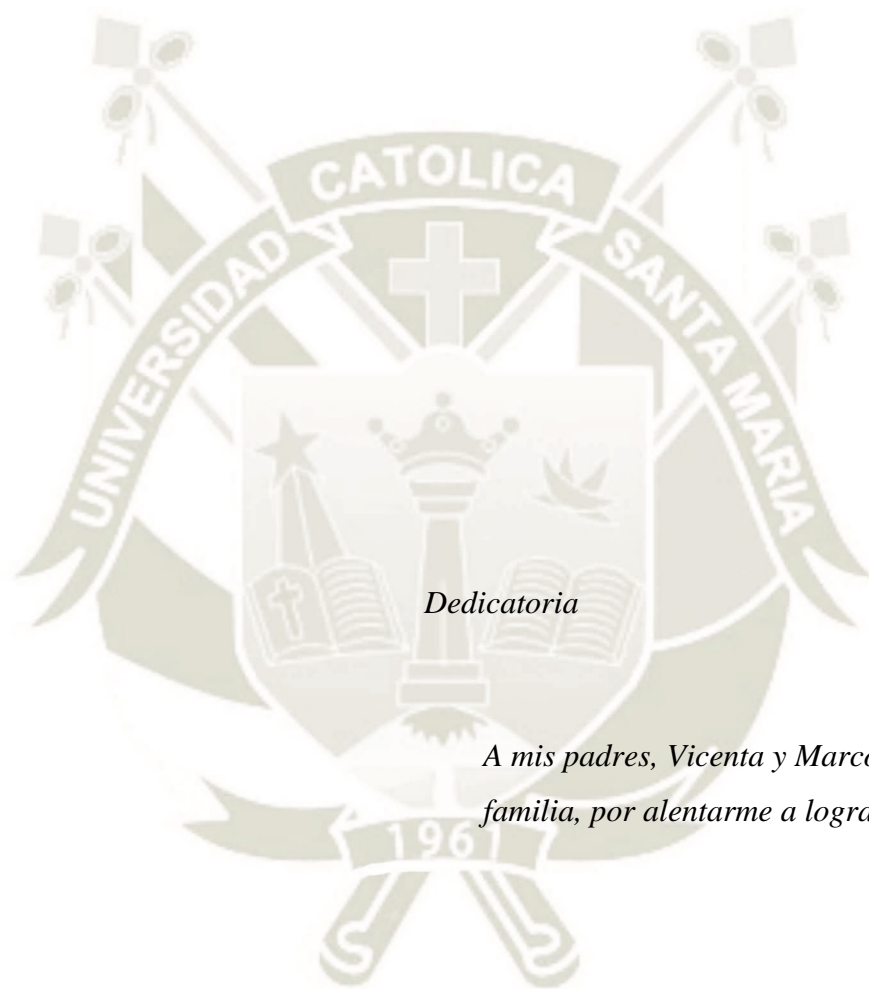 CATOLICA
UNIVERSIDAD
SANTA MARIA
Dedicatoria
A mis padres, Vicenta y
familia, por alentarme a
1961